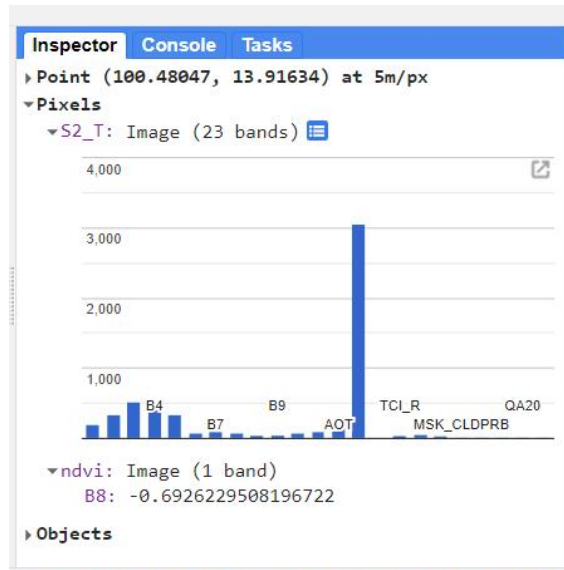 Inspector Console Tasks
Point (100.48047, 13.91634) at 5m/px
Pixels
S2_T: Image (23 bands)
4,000
3,000
2,000
1,000
B4 B9 TCI_R QA20
B7 AOT MSK_CLDPRB
ndvi: Image (1 band)
B8: -0.6926229508196722
Objects